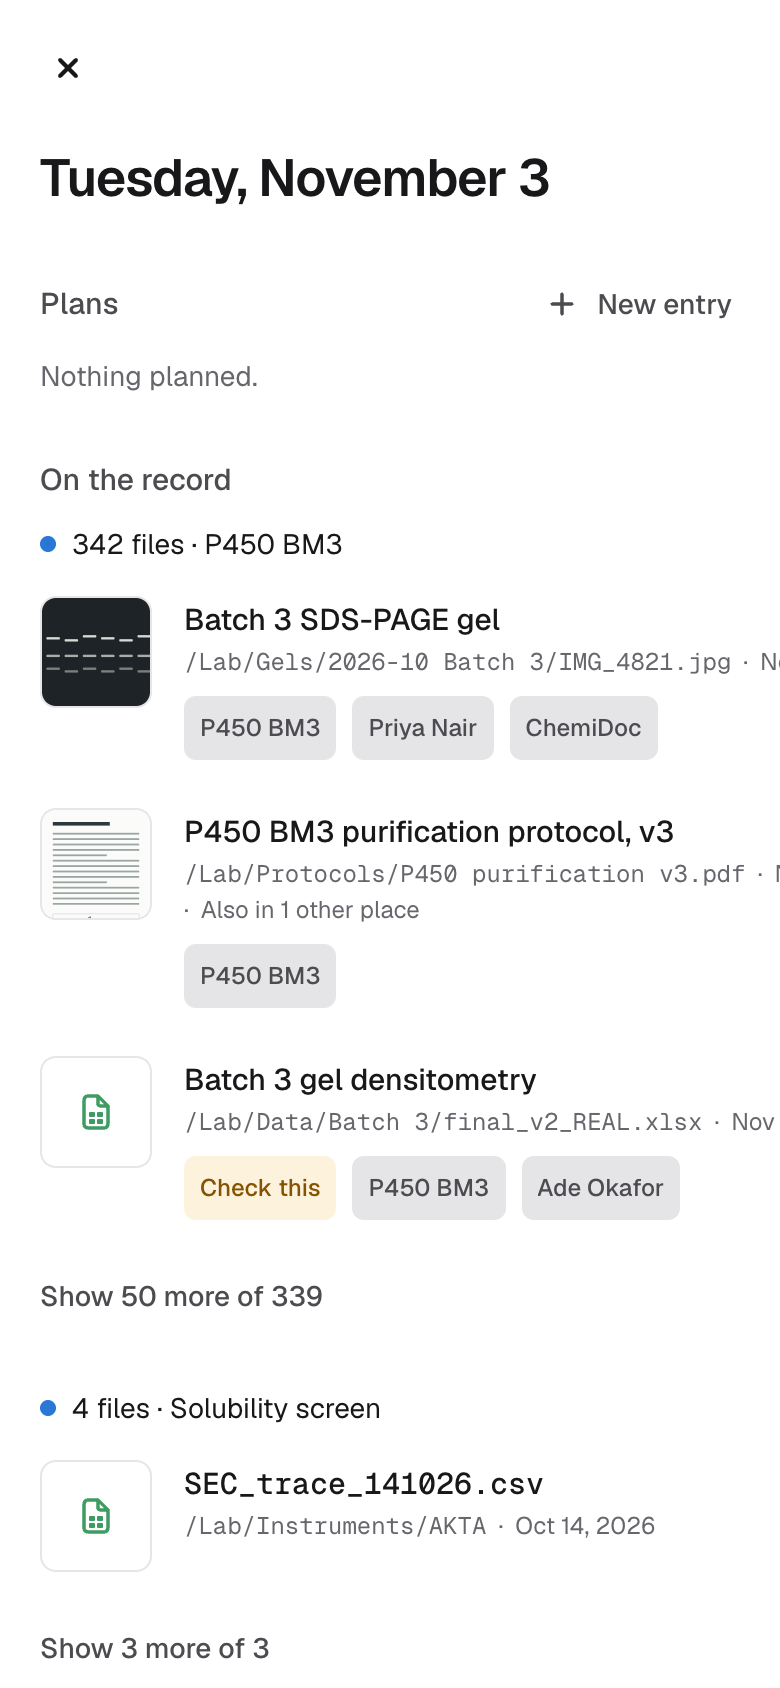 Tuesday, November 3
Plans
New entry
Nothing planned.
On the record
342 files · P450 BM3
Batch 3 SDS-PAGE gel
/Lab/Gels/2026-10 Batch 3/IMG_4821.jpg ·
P450 BM3
Priya Nair
ChemiDoc
P450 BM3 purification protocol, v3
/Lab/Protocols/P450 purification v3.pdf ·
· Also in 1 other place
P450 BM3
Batch 3 gel densitometry
/Lab/Data/Batch 3/final_v2_REAL.xlsx · Nov
Check this
P450 BM3
Ade Okafor
Show 50 more of 339
4 files · Solubility screen
SEC_trace_141026.csv
/Lab/Instruments/AKTA · Oct 14, 2026
Show 3 more of 3